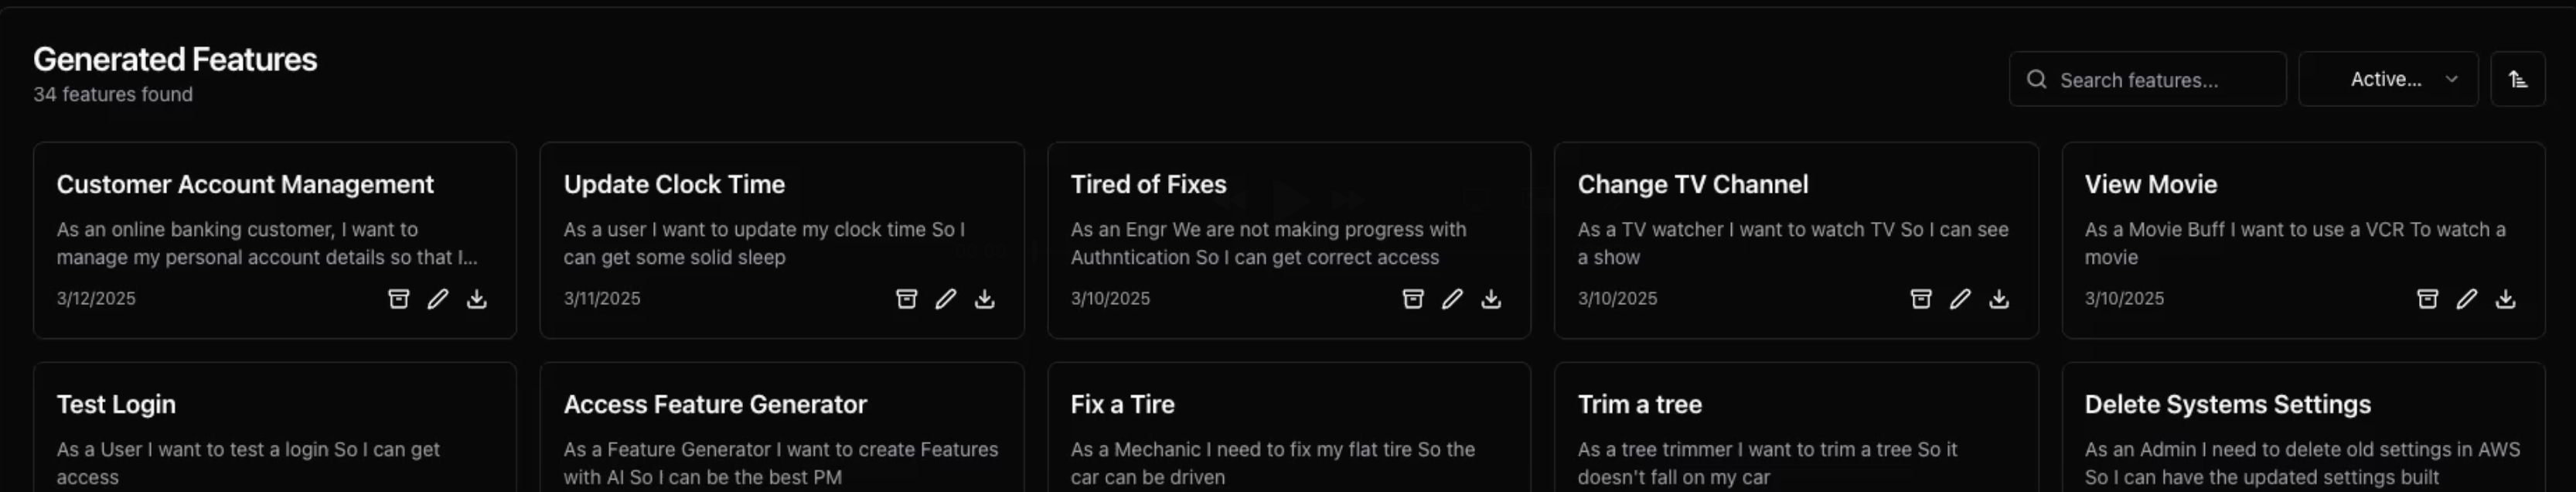 Generated Features
34 features found
Search features...
Active...
Customer Account Management
As an online banking customer, I want to
manage my personal account details so that I...
3/12/2025
Update Clock Time
As a user I want to update my clock time So I
can get some solid sleep
3/11/2025
Tired of Fixes
As an Engr We are not making progress with
Authntication So I can get correct access
3/10/2025
Change TV Channel
As a TV watcher I want to watch TV So I can see
a show
3/10/2025
View Movie
As a Movie Buff I want to use a VCR To watch a
movie
3/10/2025
Test Login
As a User I want to test a login So I can get
access
Access Feature Generator
As a Feature Generator I want to create Features
with AI So I can be the best PM
Fix a Tire
As a Mechanic I need to fix my flat tire So the
car can be driven
Trim a tree
As a tree trimmer I want to trim a tree So it
doesn't fall on my car
Delete Systems Settings
As an Admin I need to delete old settings in AWS
So I can have the updated settings built